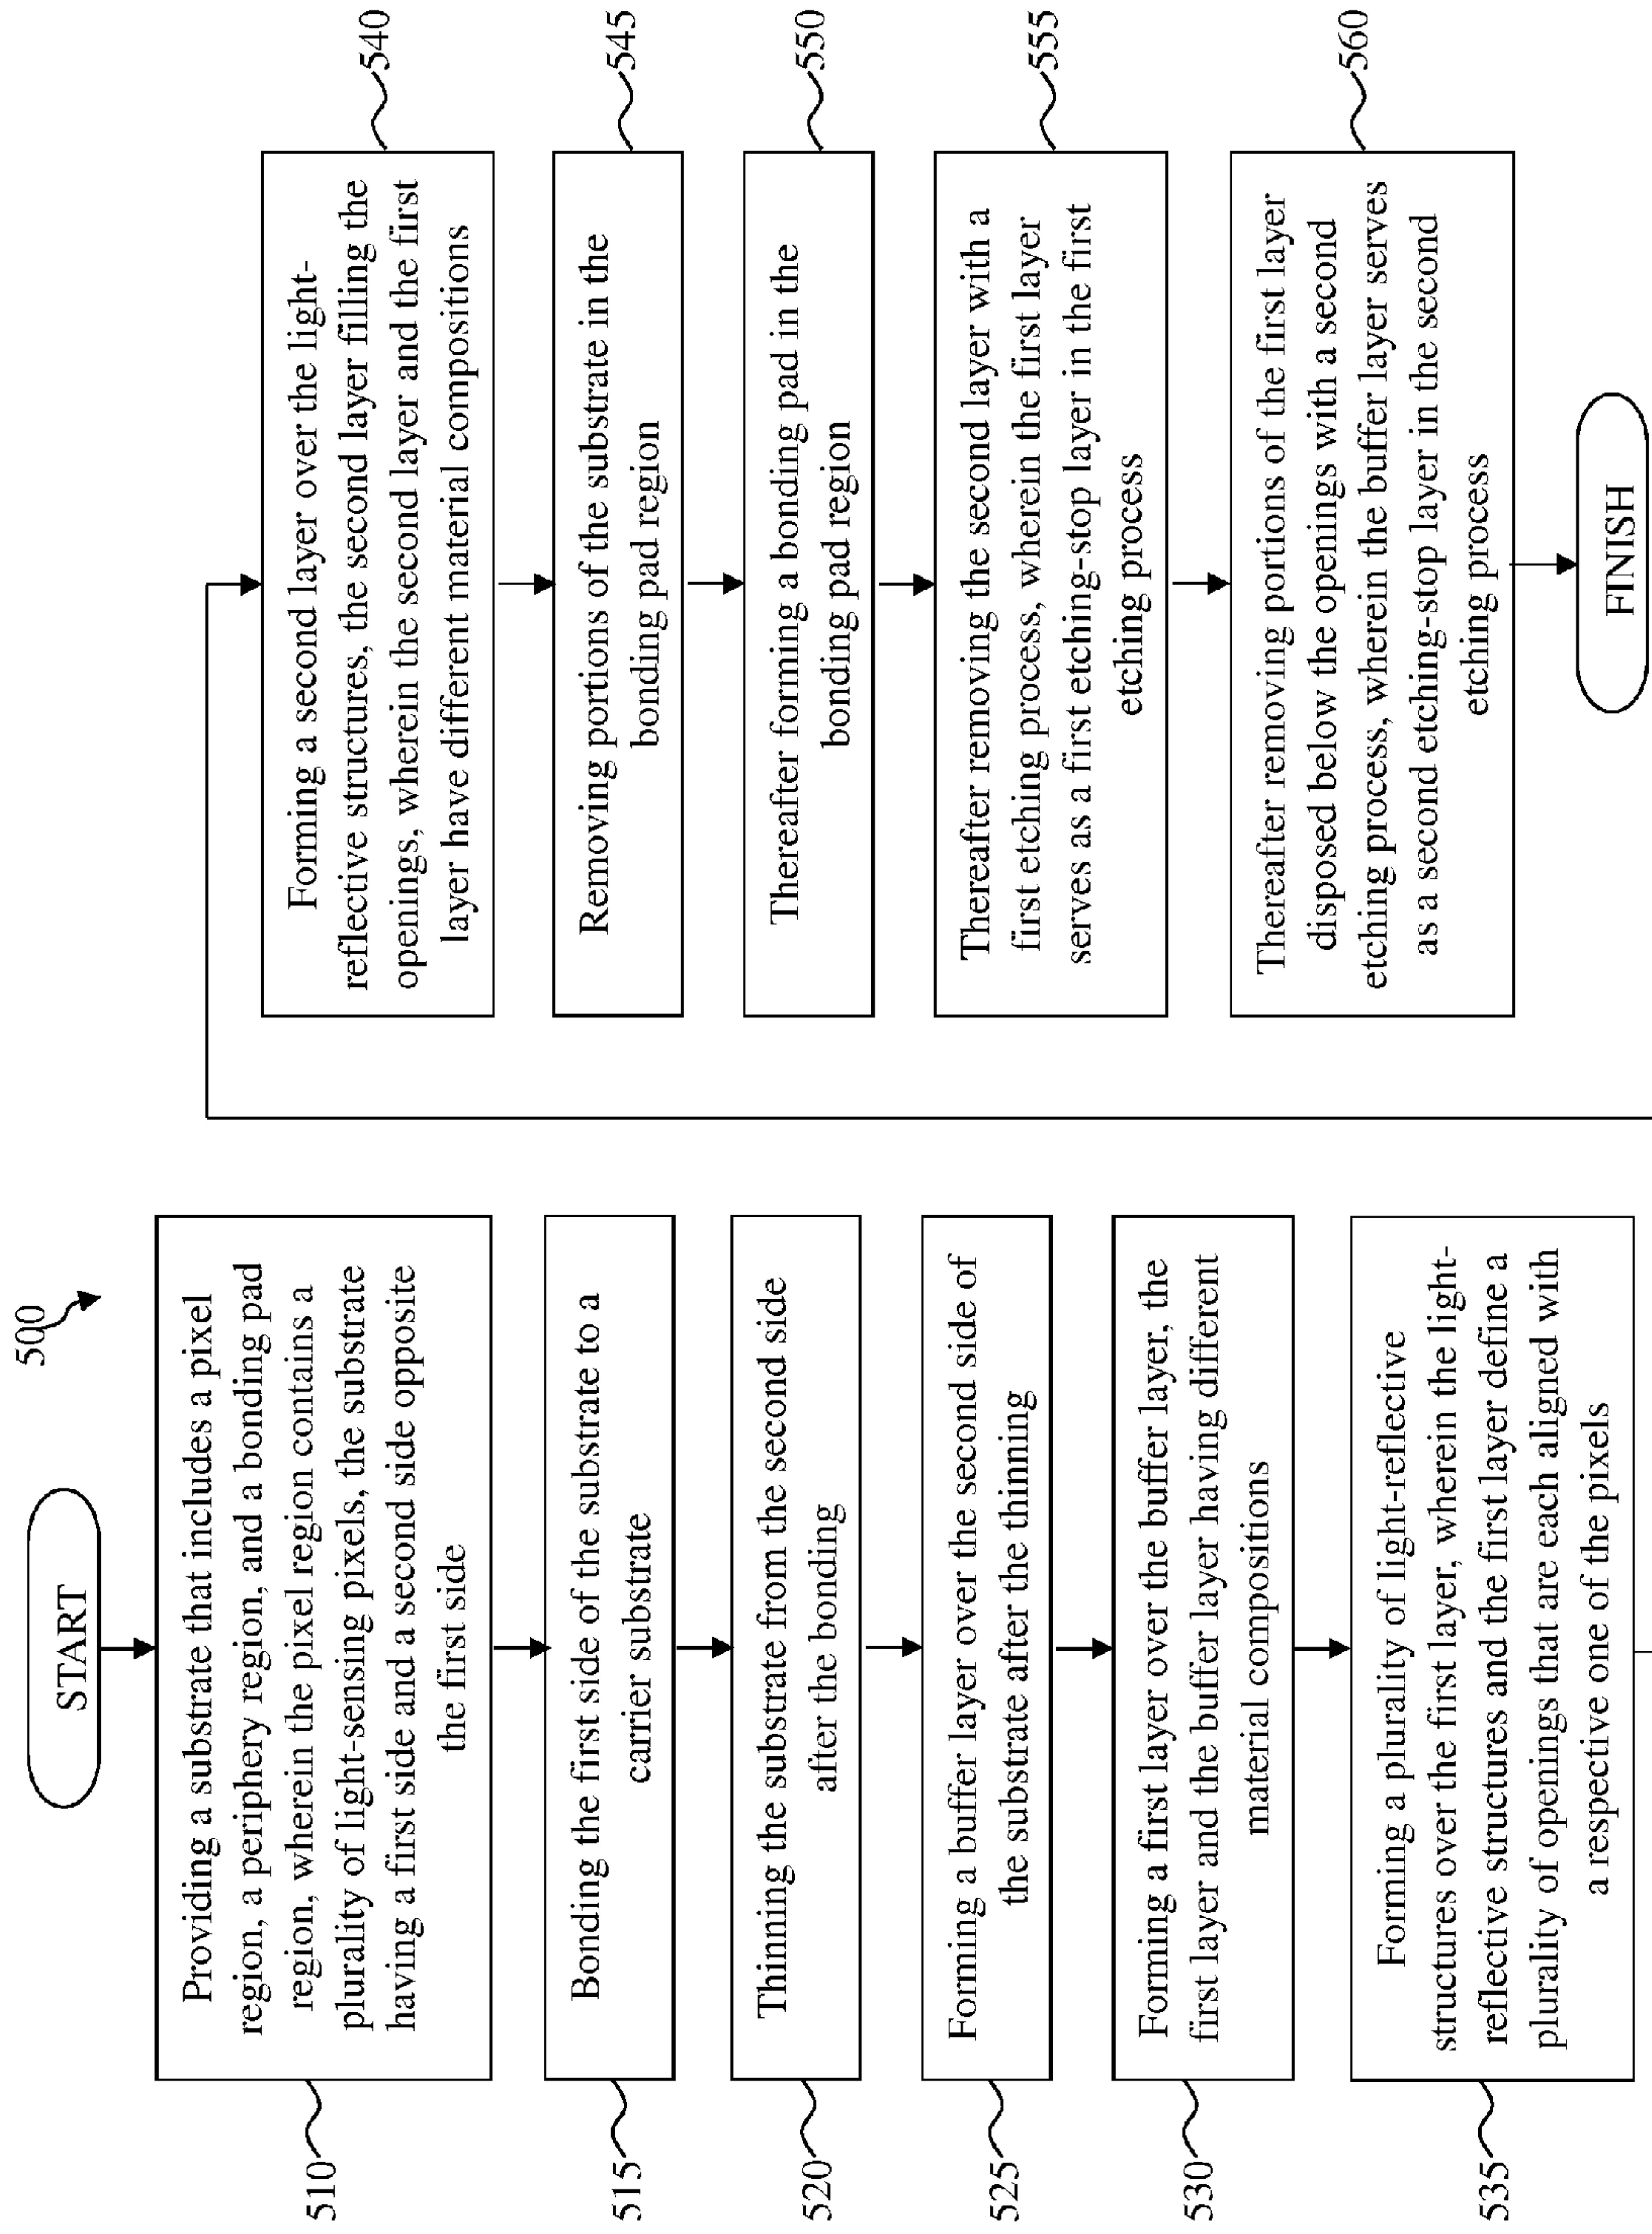 500
START
Providing a substrate that includes a pixel
region, a periphery region, and a bonding pad
region, wherein the pixel region contains a
plurality of light-sensing pixels, the substrate
having a first side and a second side opposite
the first side
510
Bonding the first side of the substrate to a
carrier substrate
515
Thinning the substrate from the second side
after the bonding
520
Forming a buffer layer over the second side of
the substrate after the thinning
525
Forming a first layer over the buffer layer, the
first layer and the buffer layer having different
material compositions
530
Forming a plurality of light-reflective
structures over the first layer, wherein the light-
reflective structures and the first layer define a
plurality of openings that are each aligned with
a respective one of the pixels
535
Forming a second layer over the light-
reflective structures, the second layer filling the
openings, wherein the second layer and the first
layer have different material compositions
540
Removing portions of the substrate in the
bonding pad region
545
Thereafter forming a bonding pad in the
bonding pad region
550
Thereafter removing the second layer with a
first etching process, wherein the first layer
serves as a first etching-stop layer in the first
etching process
555
Thereafter removing portions of the first layer
disposed below the openings with a second
etching process, wherein the buffer layer serves
as a second etching-stop layer in the second
etching process
560
FINISH